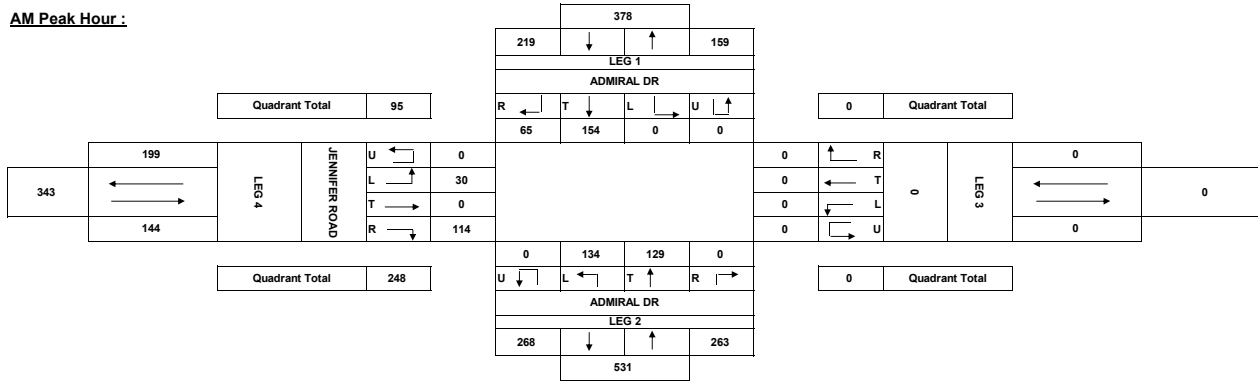 AM Peak Hour :
378
219 159
LEG 1
ADMIRAL DR
Quadrant Total 95
R T L U
0 Quadrant Total
65 154 0 0
199
343
144
LEG 4
JENNIFER ROAD
U 0
L 30
T 0
R 114
0 R
0 T
0 L
0 U
0
LEG 3
0
0
0
0 134 129 0
Quadrant Total 248
U L T R
0 Quadrant Total
ADMIRAL DR
LEG 2
268 263
531